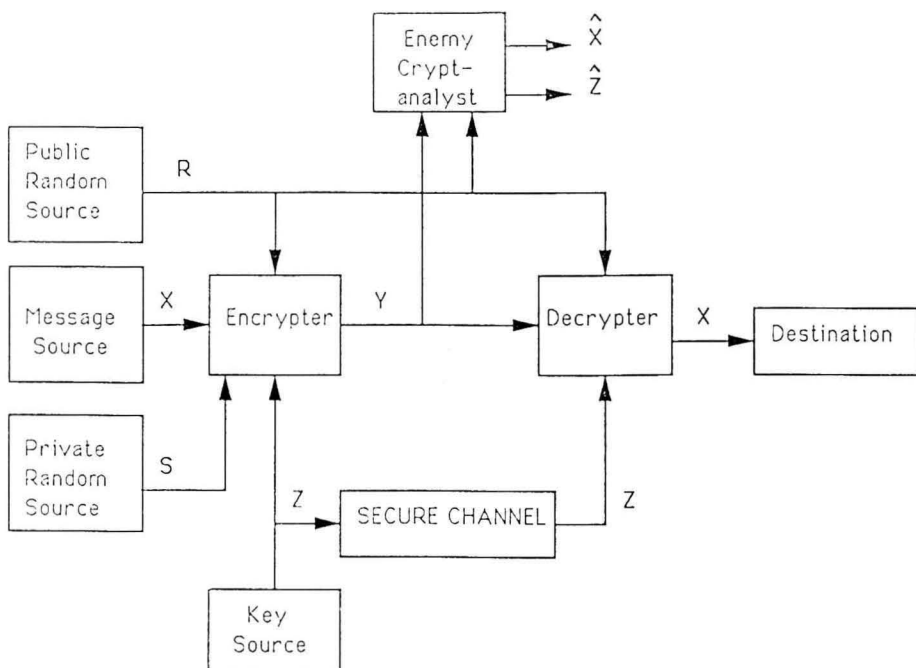 Enemy
Crypt-
analyst
X̂
Ẑ
Public
Random
Source
R
Message
Source
X
Encrypter
Y
Decrypter
X
Destination
Private
Random
Source
S
Z
SECURE CHANNEL
Z
Key
Source